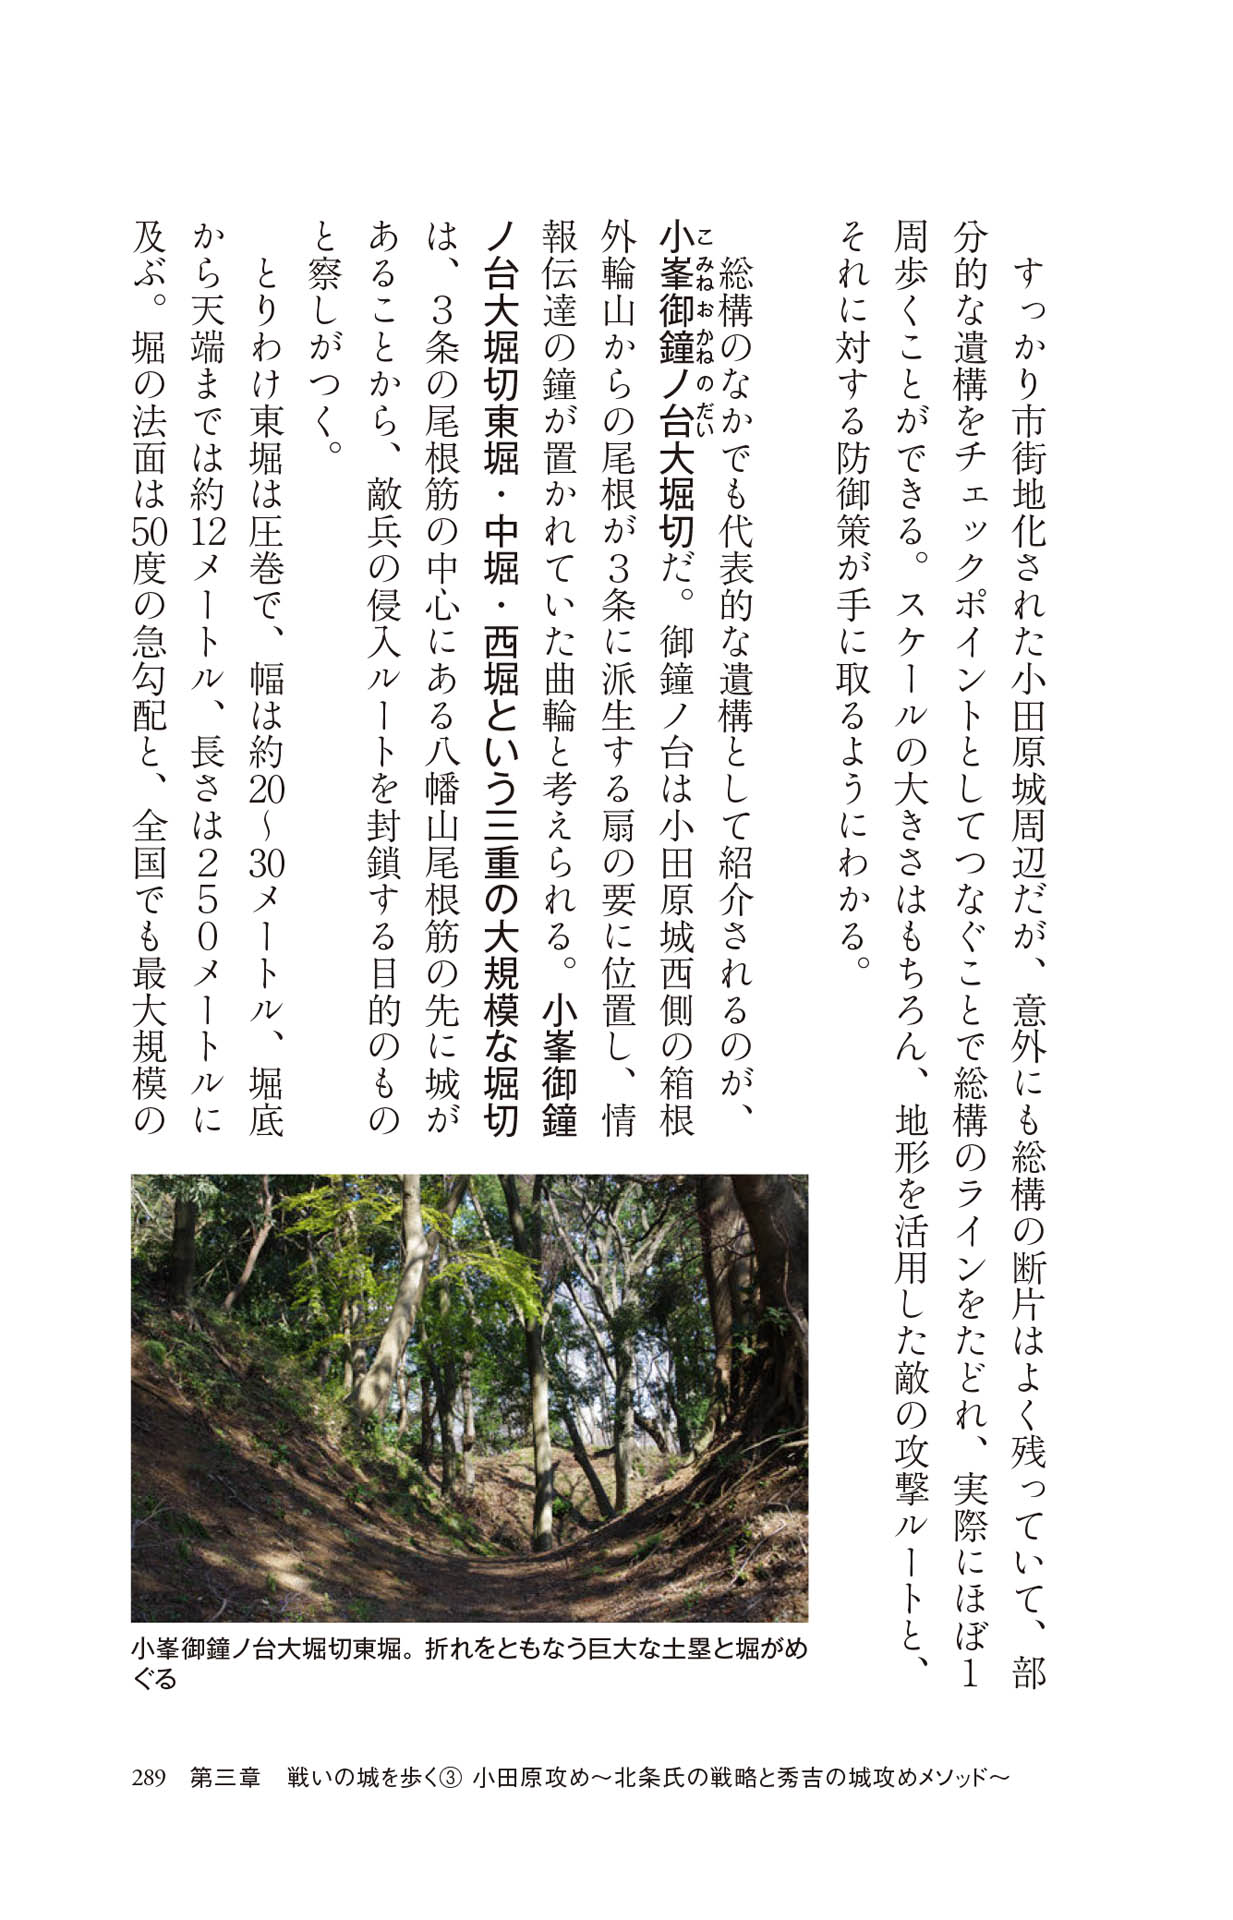 すっかり市街地化された小田原城周辺だが、意外にも総構の断片はよく残っていて、部
分的な遺構をチェックポイントとしてつなぐことで総構のラインをたどれ、実際にほぼ1
周歩くことができる。スケールの大きさはもちろん、地形を活用した敵の攻撃ルートと、
それに対する防御策が手に取るようにわかる。
総構のなかでも代表的な遺構として紹介されるのが、
こみねおかねのだい
小峯御鐘ノ台大堀切だ。御鐘ノ台は小田原城西側の箱根
外輪山からの尾根が3条に派生する扇の要に位置し、情
報伝達の鐘が置かれていた曲輪と考えられる。小峯御鐘
ノ台大堀切東堀・中堀・西堀という三重の大規模な堀切
は、3条の尾根筋の中心にある八幡山尾根筋の先に城が
あることから、敵兵の侵入ルートを封鎖する目的のもの
と察しがつく。
とりわけ東堀は圧巻で、幅は約20〜30メートル、堀底
から天端までは約12メートル、長さは250メートルに
及ぶ。堀の法面は50度の急勾配と、全国でも最大規模の
小峯御鐘ノ台大堀切東堀。折れをともなう巨大な土塁と堀がめ
ぐる
289 第三章 戦いの城を歩く③ 小田原攻め〜北条氏の戦略と秀吉の城攻めメソッド〜